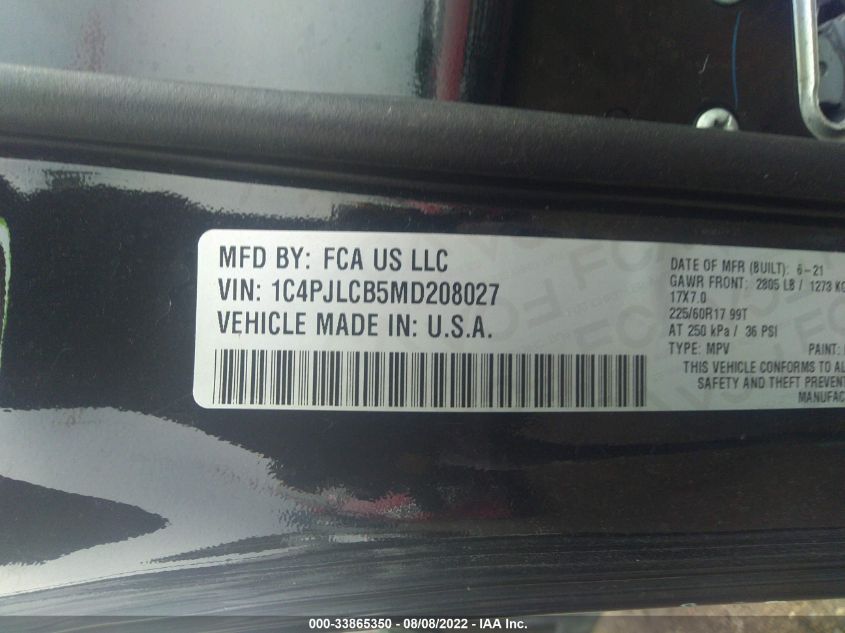 MFD BY: FCA US LLC
VIN: 1C4PJLCB5MD208027
VEHICLE MADE IN: U.S.A.
DATE OF MFR (BUILT): 6-21
GAWR FRONT: 2805 LB / 1273 KG
17X7.0
225/60R17 99T
AT 250 kPa / 36 PSI
TYPE: MPV PAINT:
THIS VEHICLE CONFORMS TO AL
SAFETY AND THEFT PREVENT
MANUFAC
000-33865350 - 08/08/2022 - IAA Inc.